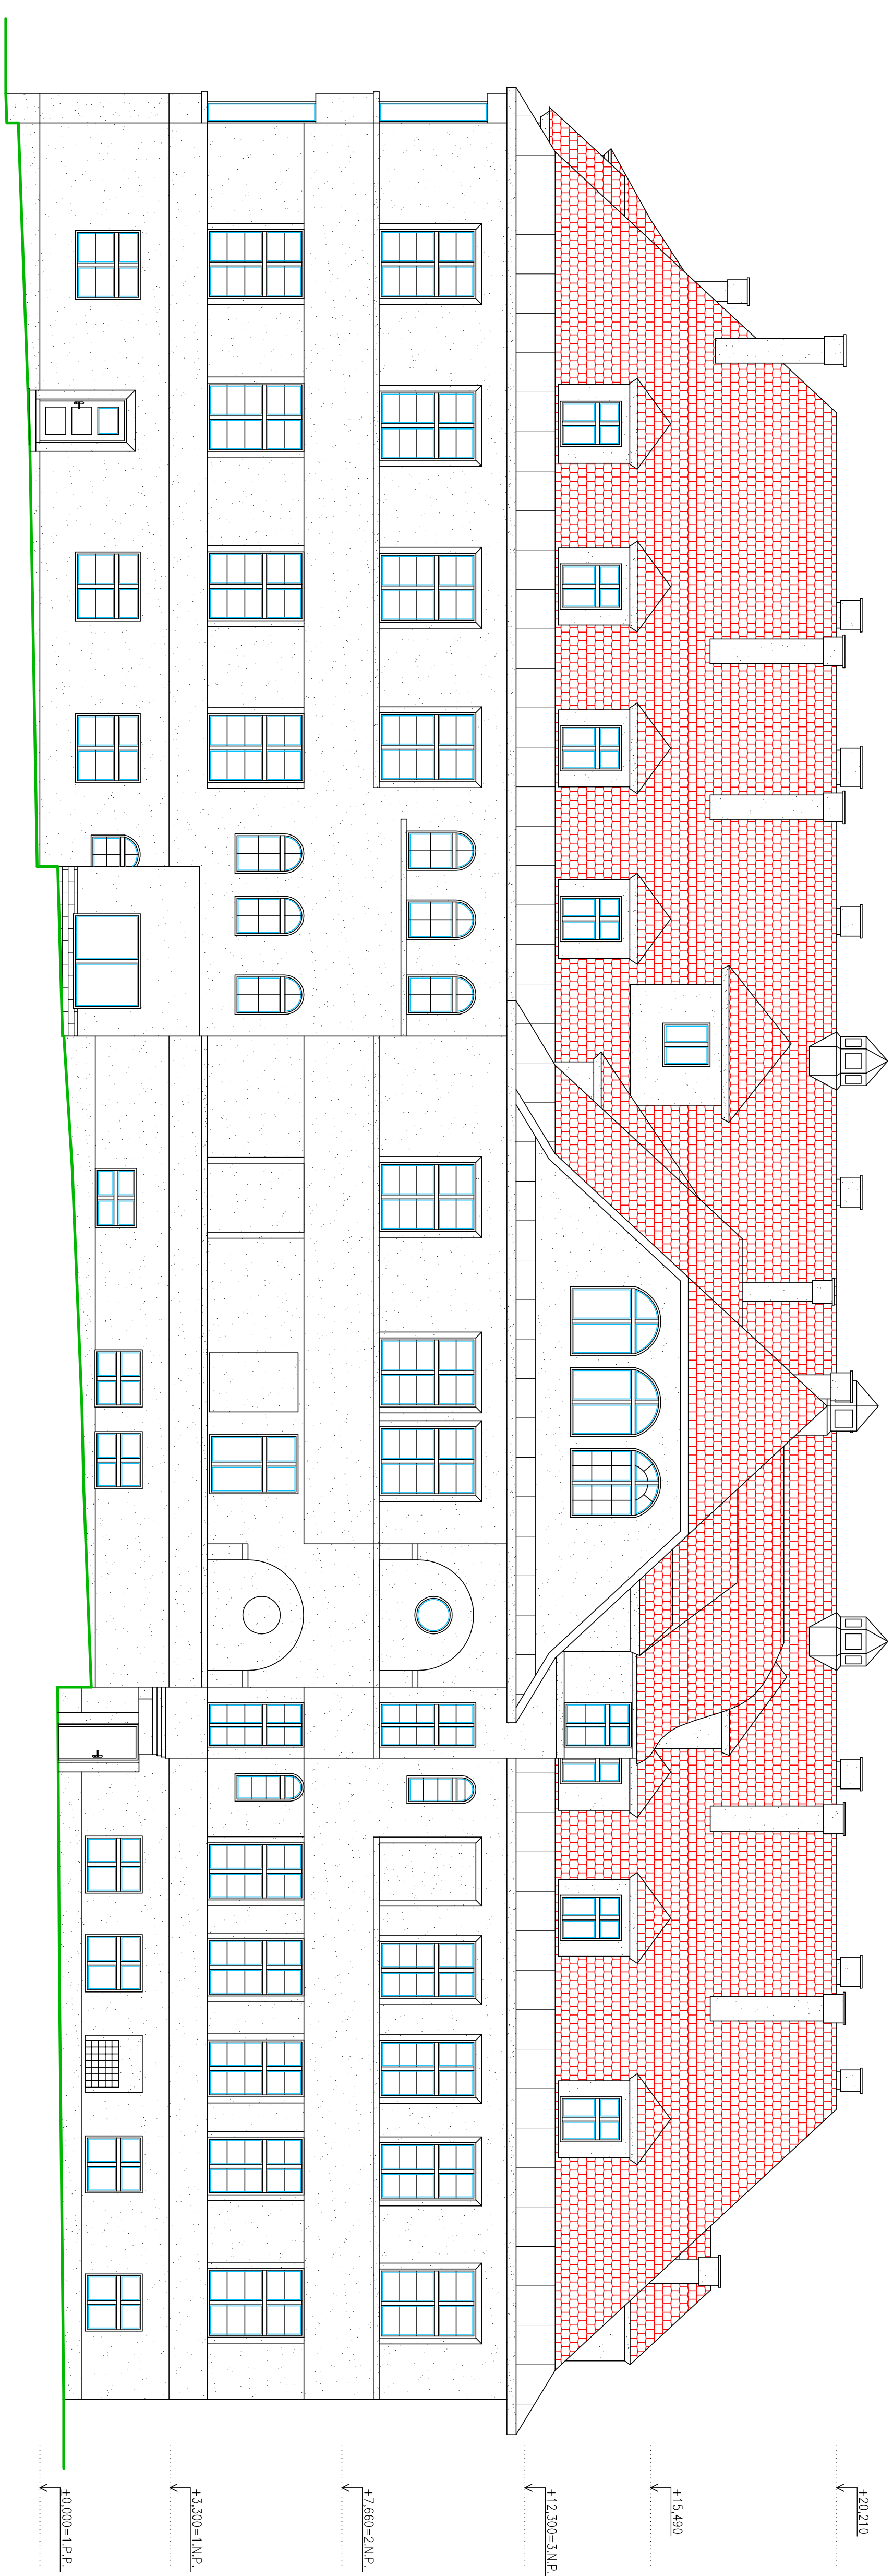 +20,210
+15,490
+12,300=3.N.P.
+7,660=2.N.P.
+3,300=1.N.P.
+0,000=1.P.P.